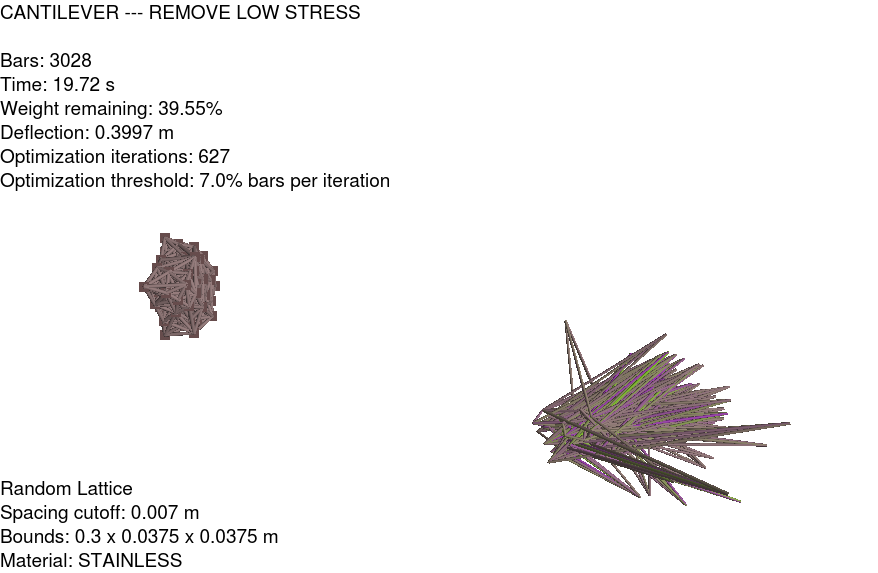 CANTILEVER --- REMOVE LOW STRESS
Bars: 3028
Time: 19.72 s
Weight remaining: 39.55%
Deflection: 0.3997 m
Optimization iterations: 627
Optimization threshold: 7.0% bars per iteration
Random Lattice
Spacing cutoff: 0.007 m
Bounds: 0.3 x 0.0375 x 0.0375 m
Material: STAINLESS